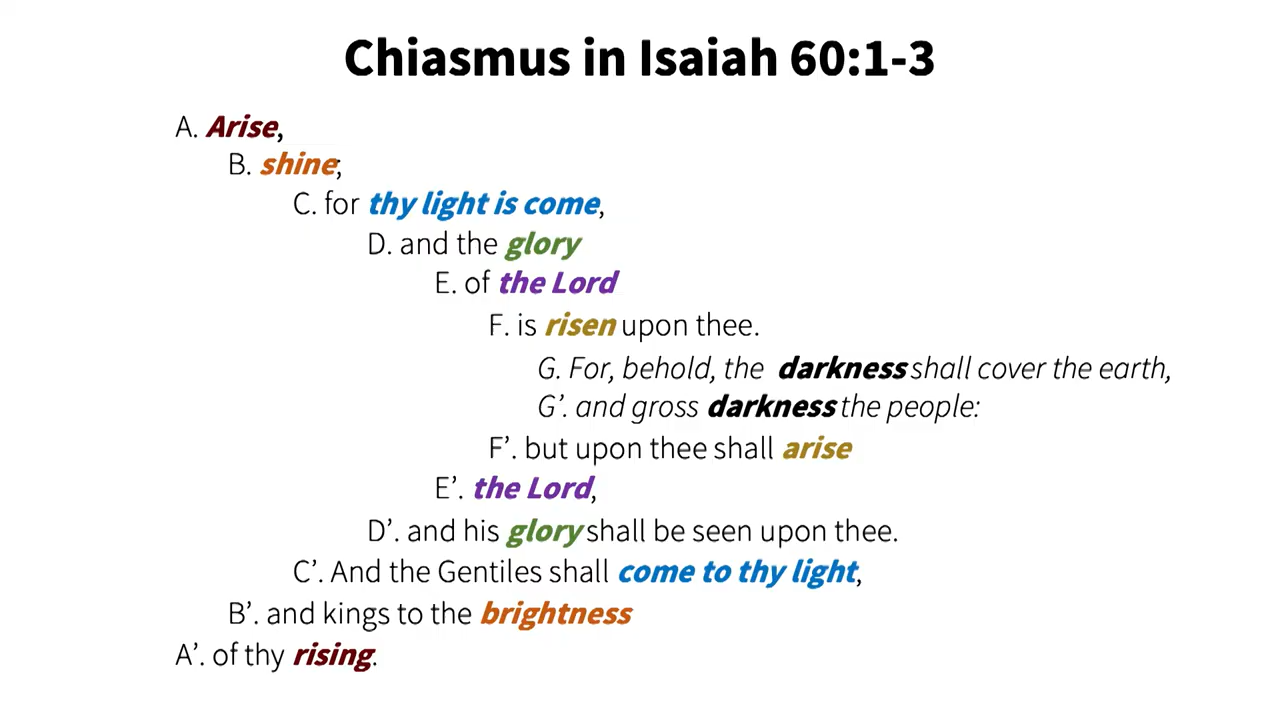 Chiasmus in Isaiah 60:1-3
A. Arise,
B. shine;
C. for thy light is come,
D. and the glory
E. of the Lord
F. is risen upon thee.
G. For, behold, the darkness shall cover the earth,
G’. and gross darkness the people:
F’. but upon thee shall arise
E’. the Lord,
D’. and his glory shall be seen upon thee.
C’. And the Gentiles shall come to thy light,
B’. and kings to the brightness
A’. of thy rising.